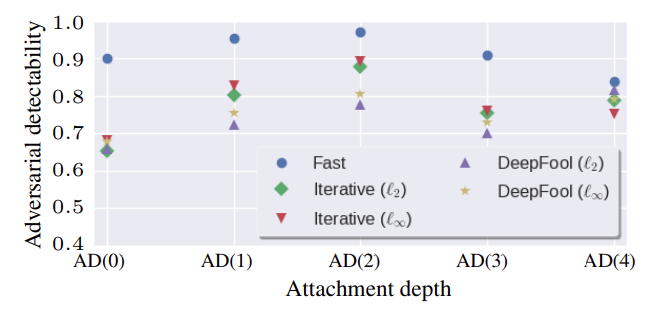 Adversarial detectability
1.0
0.9
0.8
0.7
0.6
0.5
0.4
Fast
Iterative (ℓ₂)
Iterative (ℓ∞)
DeepFool (ℓ₂)
DeepFool (ℓ∞)
AD(0) AD(1) AD(2) AD(3) AD(4)
Attachment depth